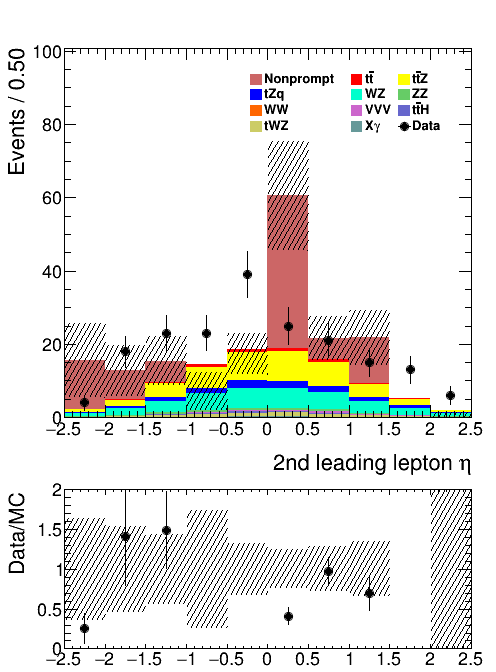 Events / 0.50
100
80
60
40
20
0
Nonprompt tt̄ tt̄Z
tZq WZ ZZ
WW VVV tt̄H
tWZ Xγ Data
−2.5 −2 −1.5 −1 −0.5 0 0.5 1 1.5 2 2.5
2nd leading lepton η
Data/MC
2
1.5
1
0.5
0
−2.5 −2 −1.5 −1 −0.5 0 0.5 1 1.5 2 2.5